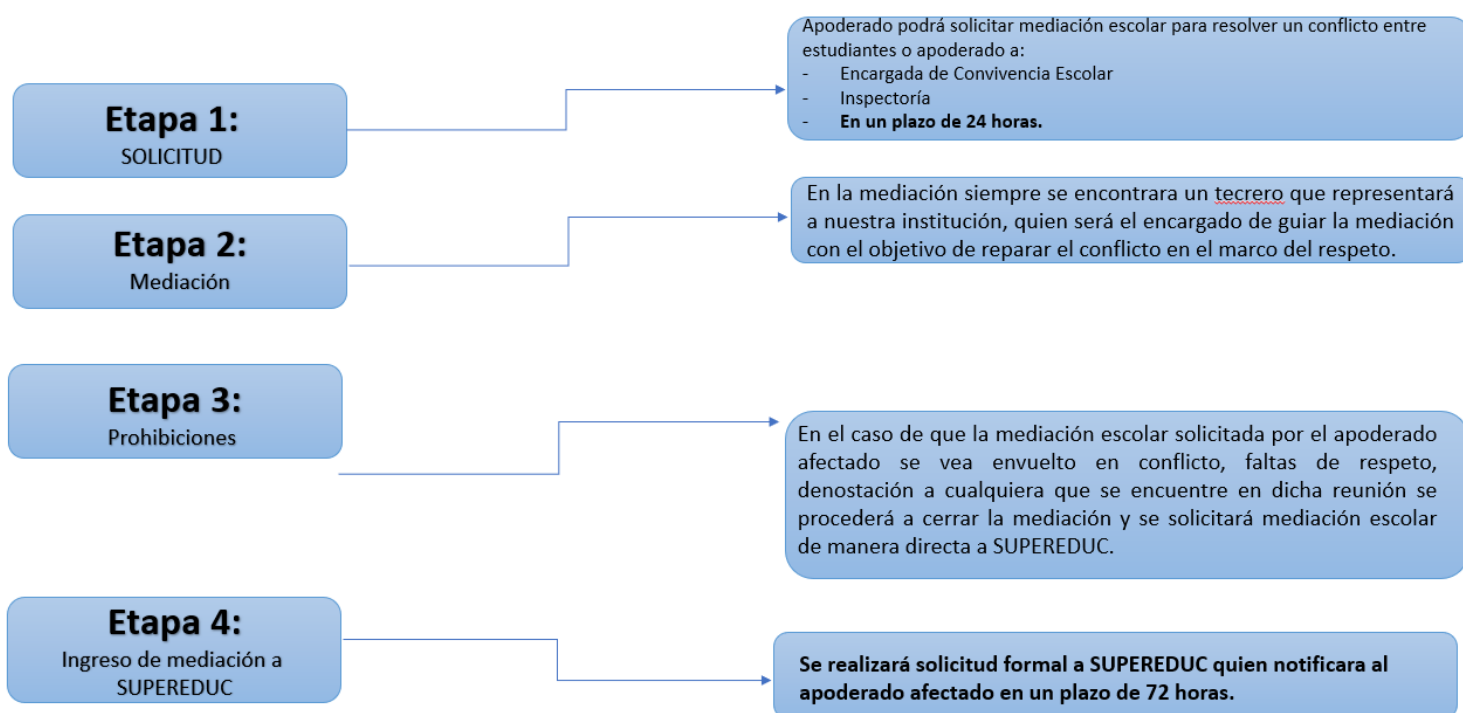 Etapa 1:
SOLICITUD
Apoderado podrá solicitar mediación escolar para resolver un conflicto entre
estudiantes o apoderado a:
- Encargada de Convivencia Escolar
- Inspectoría
- En un plazo de 24 horas.
Etapa 2:
Mediación
En la mediación siempre se encontrara un tecrero que representará
a nuestra institución, quien será el encargado de guiar la mediación
con el objetivo de reparar el conflicto en el marco del respeto.
Etapa 3:
Prohibiciones
En el caso de que la mediación escolar solicitada por el apoderado
afectado se vea envuelto en conflicto, faltas de respeto,
denostación a cualquiera que se encuentre en dicha reunión se
procederá a cerrar la mediación y se solicitará mediación escolar
de manera directa a SUPEREDUC.
Etapa 4:
Ingreso de mediación a
SUPEREDUC
Se realizará solicitud formal a SUPEREDUC quien notificara al
apoderado afectado en un plazo de 72 horas.